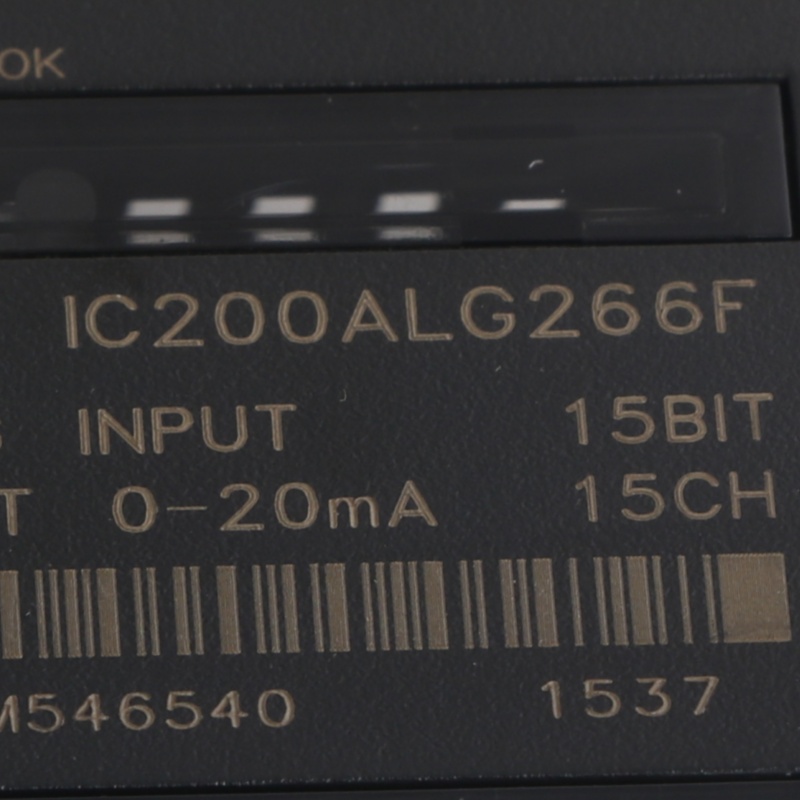 OK
IC200ALG266F
INPUT 15BIT
0-20mA 15CH
M546540 1537